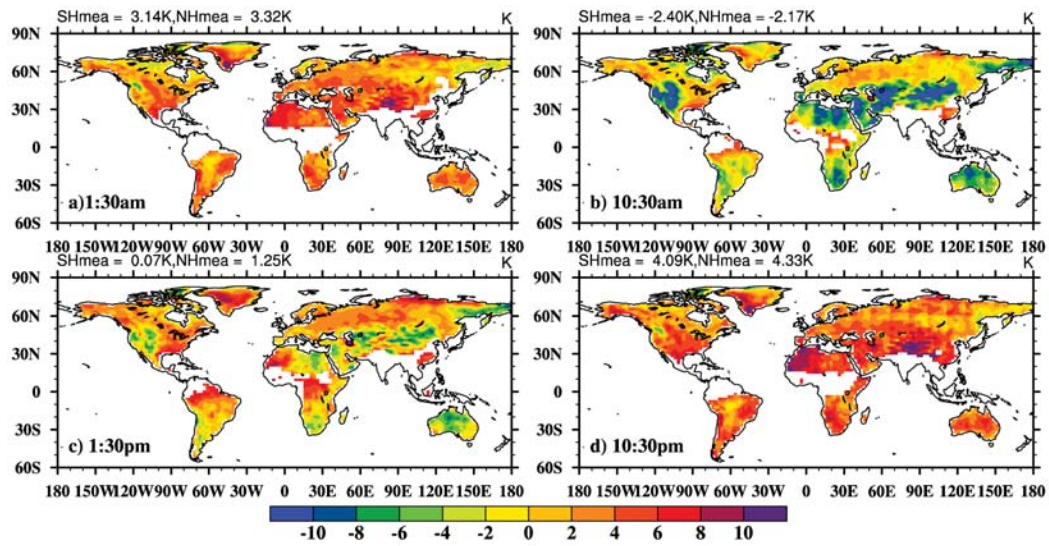 SHmea = 3.14K,NHmea = 3.32K K
SHmea = -2.40K,NHmea = -2.17K K
90N
60N
30N
0
30S
60S
a)1:30am
180 150W120W 90W 60W 30W 0 30E 60E 90E 120E 150E 180
90N
60N
30N
0
30S
60S
b) 10:30am
180 150W120W 90W 60W 30W 0 30E 60E 90E 120E 150E 180
SHmea = 0.07K,NHmea = 1.25K K
SHmea = 4.09K,NHmea = 4.33K K
90N
60N
30N
0
30S
60S
c) 1:30pm
180 150W120W 90W 60W 30W 0 30E 60E 90E 120E 150E 180
90N
60N
30N
0
30S
60S
d) 10:30pm
180 150W120W 90W 60W 30W 0 30E 60E 90E 120E 150E 180
-10 -8 -6 -4 -2 0 2 4 6 8 10